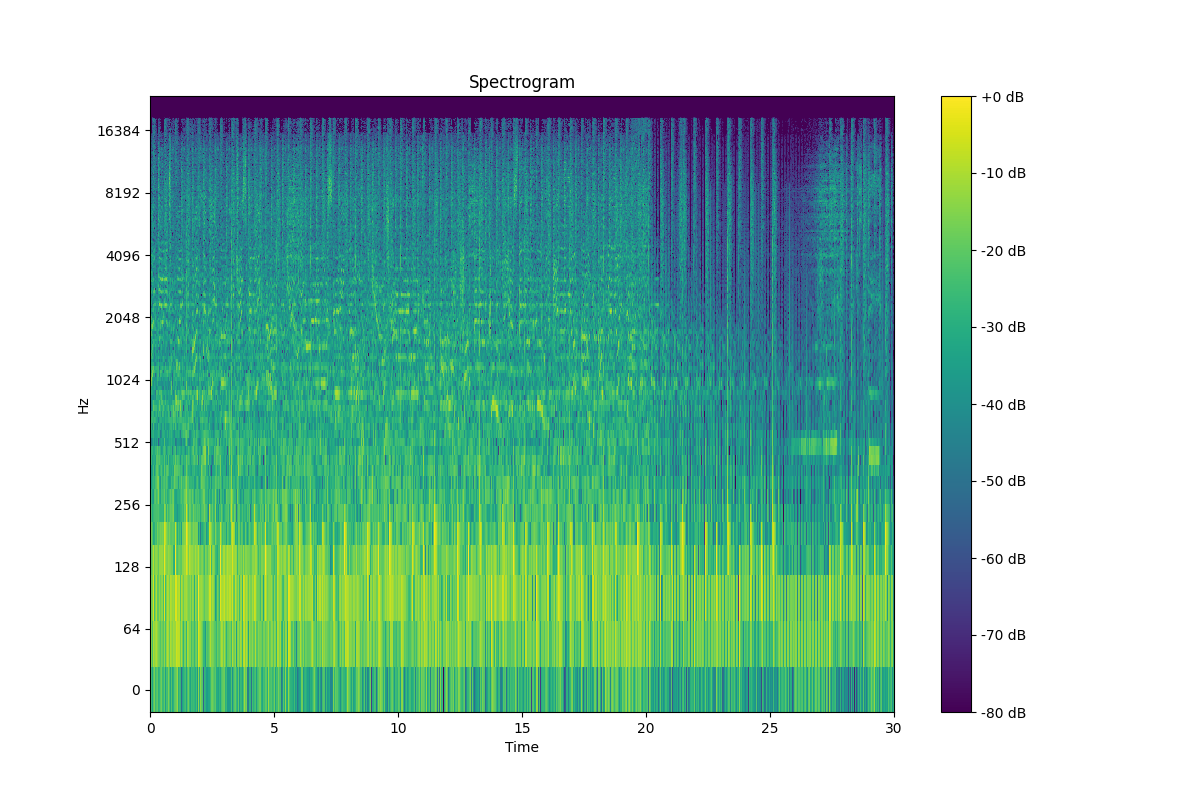 Spectrogram
Hz
16384
8192
4096
2048
1024
512
256
128
64
0
0 5 10 15 20 25 30
Time
+0 dB
-10 dB
-20 dB
-30 dB
-40 dB
-50 dB
-60 dB
-70 dB
-80 dB